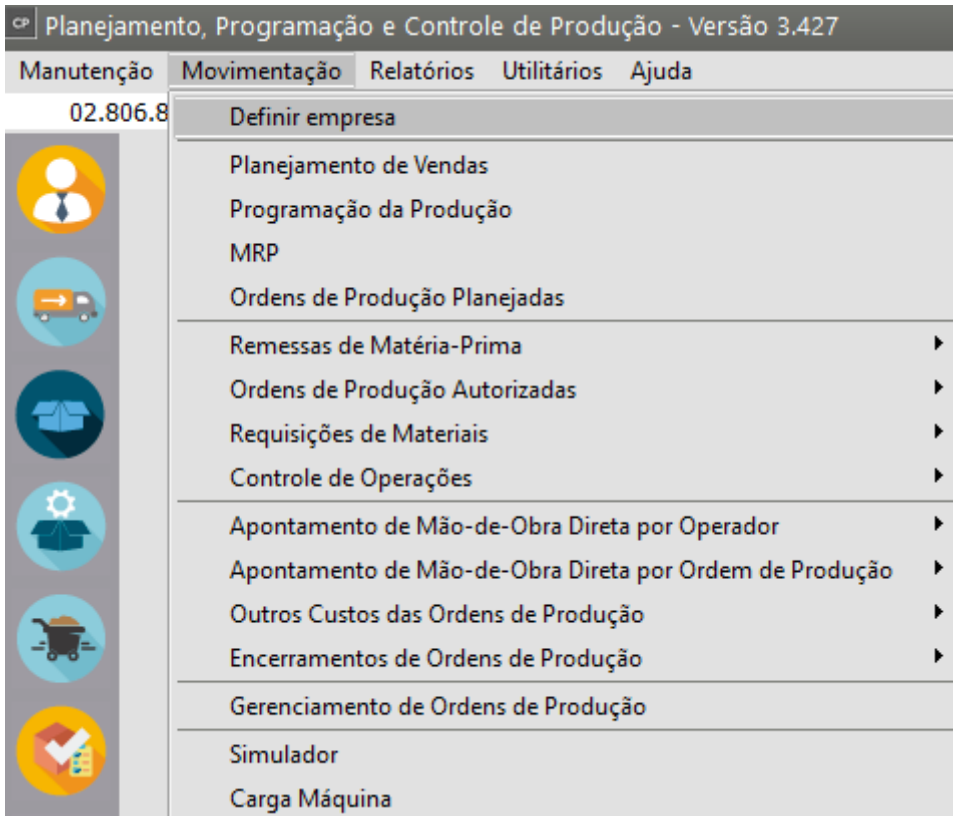 CP Planejamento, Programação e Controle de Produção - Versão 3.427
Manutenção Movimentação Relatórios Utilitários Ajuda
02.806.8
Definir empresa
Planejamento de Vendas
Programação da Produção
MRP
Ordens de Produção Planejadas
Remessas de Matéria-Prima
Ordens de Produção Autorizadas
Requisições de Materiais
Controle de Operações
Apontamento de Mão-de-Obra Direta por Operador
Apontamento de Mão-de-Obra Direta por Ordem de Produção
Outros Custos das Ordens de Produção
Encerramentos de Ordens de Produção
Gerenciamento de Ordens de Produção
Simulador
Carga Máquina